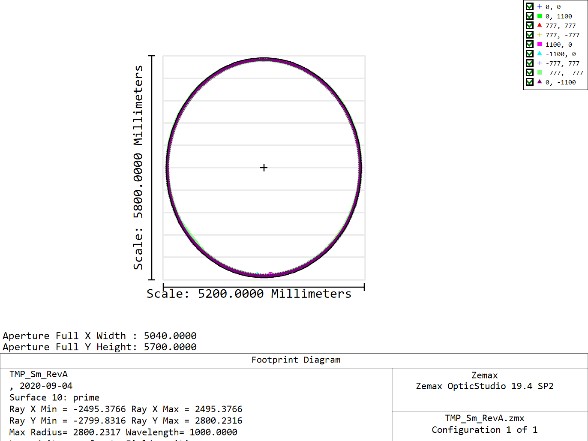 0, 0
0, 1100
777, 777
777, -777
1100, 0
-1100, 0
-777, 777
-777, -777
0, -1100
Scale: 5800.0000 Millimeters
Scale: 5200.0000 Millimeters
Aperture Full X Width : 5040.0000
Aperture Full Y Height: 5700.0000
Footprint Diagram
TMP_Sm_RevA
, 2020-09-04
Surface 10: prime
Ray X Min = -2495.3766 Ray X Max = 2495.3766
Ray Y Min = -2799.8316 Ray Y Max = 2800.2316
Max Radius= 2800.2317 Wavelength= 1000.0000
Zemax
Zemax OpticStudio 19.4 SP2
TMP_Sm_RevA.zmx
Configuration 1 of 1